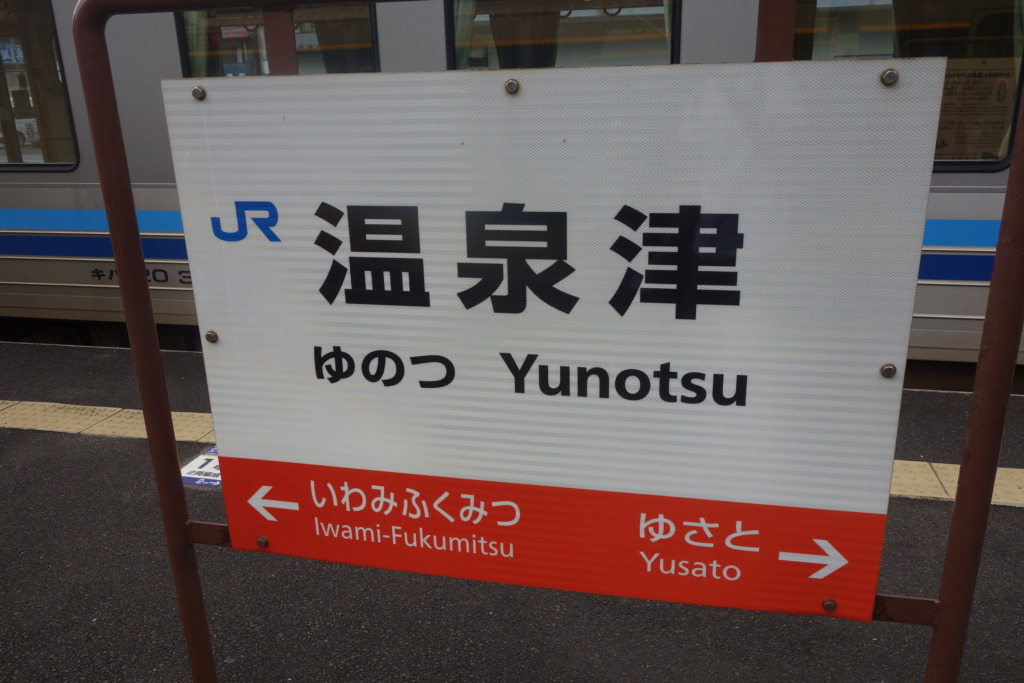 JR
温泉津
ゆのつ Yunotsu
← いわみふくみつ
Iwami-Fukumitsu
ゆさと →
Yusato